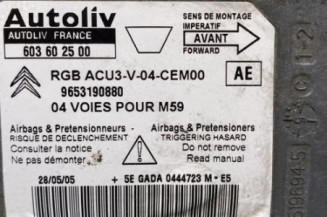 Autoliv
AUTOLIV FRANCE
603 60 25 00
SENS DE MONTAGE
IMPERATIF
AVANT
FORWARD
RGB ACU3-V-04-CEM00
AE
9653190880
04 VOIES POUR M59
Airbags & Pretensionneurs
RISQUE DE DECLENCHEMENT
Consulter la notice
Ne pas démonter
Airbags & Pretensioners
TRIGGERING HAZARD
Do not remove
Read manual
28/05/05 + 5E GADA 0444723 M - E5